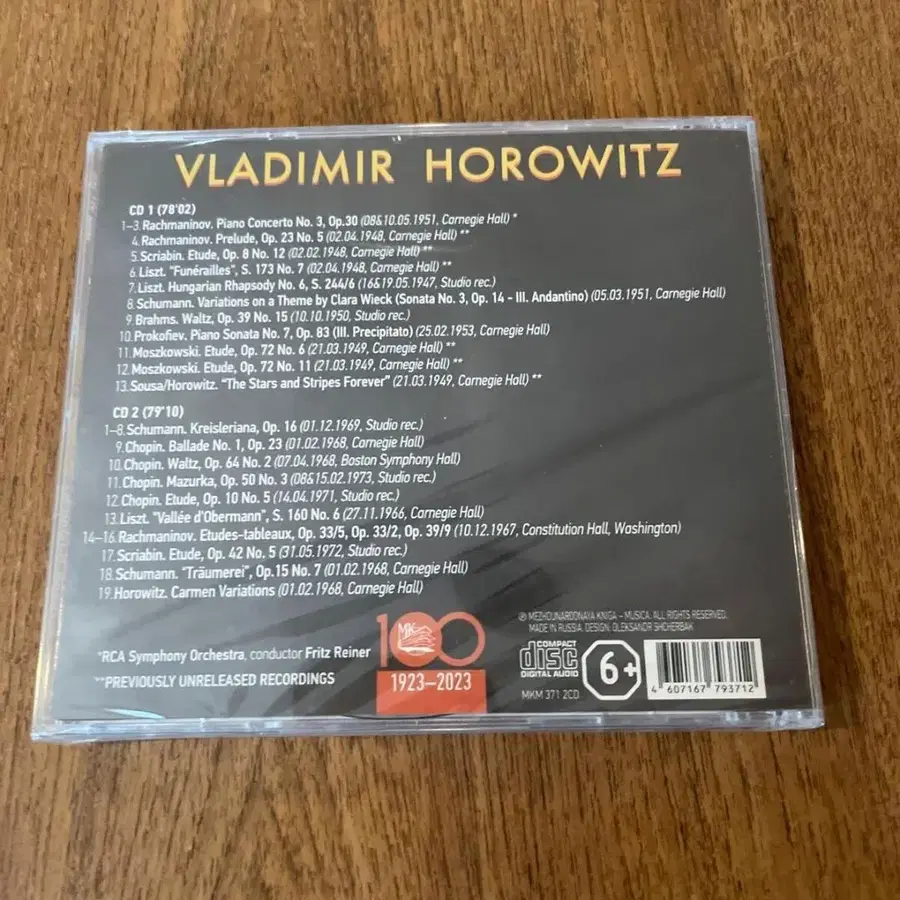 VLADIMIR HOROWITZ
CD 1 (78'02)
1–3. Rachmaninov. Piano Concerto No. 3, Op.30 (08&10.05.1951, Carnegie Hall) *
4. Rachmaninov. Prelude, Op. 23 No. 5 (02.04.1948, Carnegie Hall) **
5. Scriabin. Etude, Op. 8 No. 12 (02.02.1948, Carnegie Hall) **
6. Liszt. "Funérailles", S. 173 No. 7 (02.04.1948, Carnegie Hall) **
7. Liszt. Hungarian Rhapsody No. 6, S. 244/6 (16&19.05.1947, Studio rec.)
8. Schumann. Variations on a Theme by Clara Wieck (Sonata No. 3, Op. 14 - III. Andantino) (05.03.1951, Carnegie Hall)
9. Brahms. Waltz, Op. 39 No. 15 (10.10.1950, Studio rec.)
10. Prokofiev. Piano Sonata No. 7, Op. 83 (III. Precipitato) (25.02.1953, Carnegie Hall)
11. Moszkowski. Etude, Op. 72 No. 6 (21.03.1949, Carnegie Hall) **
12. Moszkowski. Etude, Op. 72 No. 11 (21.03.1949, Carnegie Hall) **
13. Sousa/Horowitz. "The Stars and Stripes Forever" (21.03.1949, Carnegie Hall) **
CD 2 (79'10)
1–8. Schumann. Kreisleriana, Op. 16 (01.12.1969, Studio rec.)
9. Chopin. Ballade No. 1, Op. 23 (01.02.1968, Carnegie Hall)
10. Chopin. Waltz, Op. 64 No. 2 (07.04.1968, Boston Symphony Hall)
11. Chopin. Mazurka, Op. 50 No. 3 (08&15.02.1973, Studio rec.)
12. Chopin. Etude, Op. 10 No. 5 (14.04.1971, Studio rec.)
13. Liszt. "Vallée d'Obermann", S. 160 No. 6 (27.11.1966, Carnegie Hall)
14–16. Rachmaninov. Etudes-tableaux, Op. 33/5, Op. 33/2, Op. 39/9 (10.12.1967, Constitution Hall, Washington)
17. Scriabin. Etude, Op. 42 No. 5 (31.05.1972, Studio rec.)
18. Schumann. "Träumerei", Op.15 No. 7 (01.02.1968, Carnegie Hall)
19. Horowitz. Carmen Variations (01.02.1968, Carnegie Hall)
*RCA Symphony Orchestra, conductor Fritz Reiner
**PREVIOUSLY UNRELEASED RECORDINGS
MK
100
1923–2023
℗ MEZHDUNARODNAYA KNIGA – MUSICA. ALL RIGHTS RESERVED.
MADE IN RUSSIA. DESIGN, OLEKSANDR SHCHERBAK
COMPACT
disc
DIGITAL AUDIO
MKM 371 2CD
6+
4 607167 793712